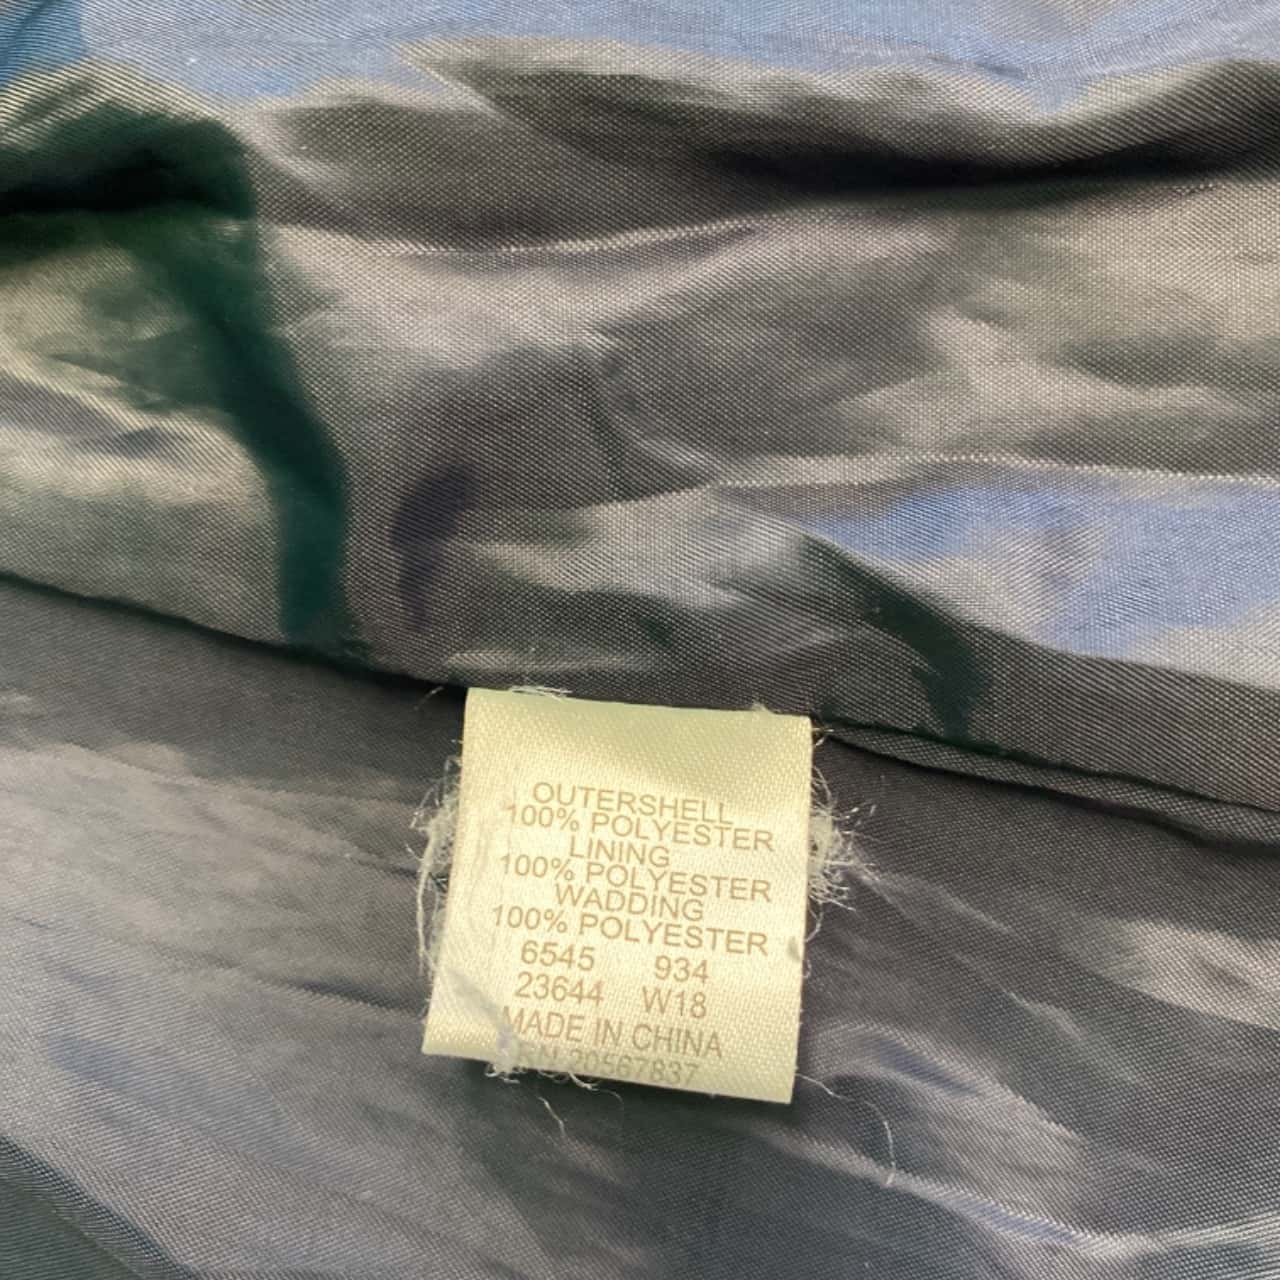 OUTERSHELL
100% POLYESTER
LINING
100% POLYESTER
WADDING
100% POLYESTER
6545 934
23644 W18
MADE IN CHINA
RN 20567837